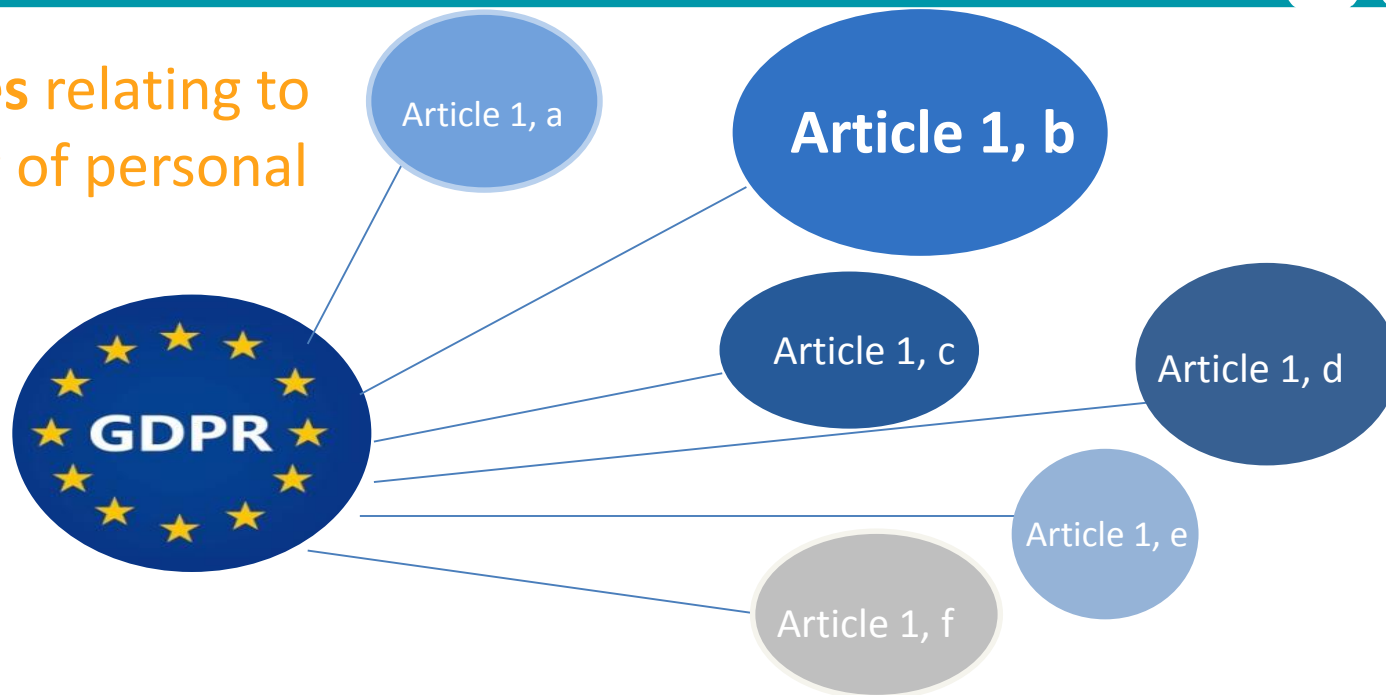 s relating to
of personal
Article 1, a
Article 1, b
Article 1, c
Article 1, d
GDPR
Article 1, e
Article 1, f